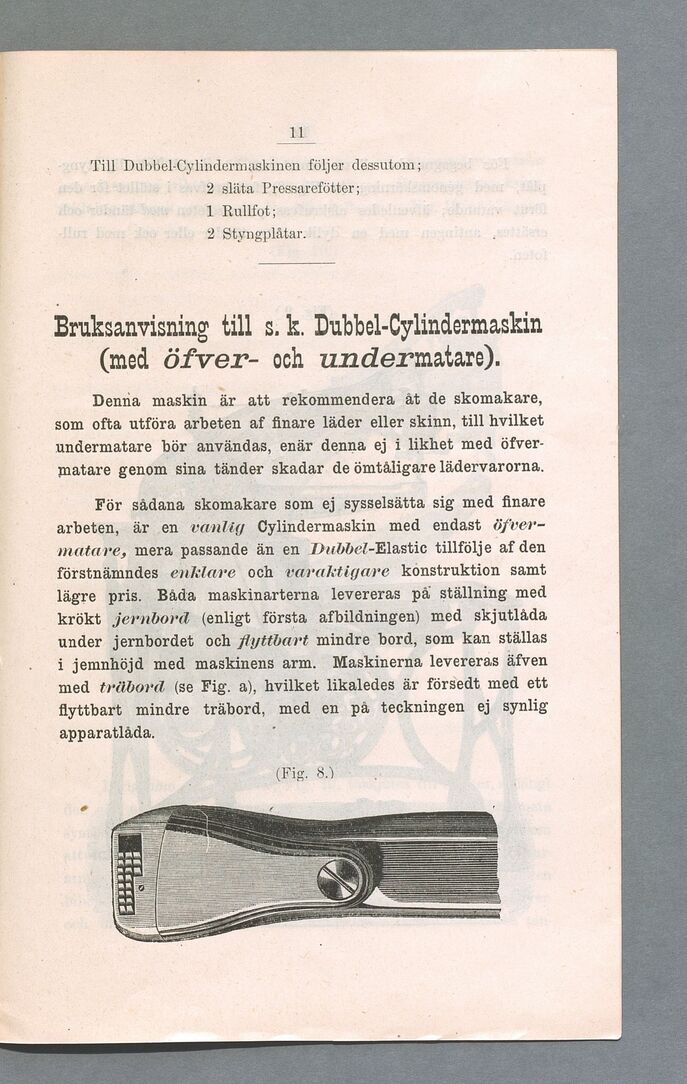 11
Till Dubbel-Cylindermaskinen följer dessutom;
2 släta Pressarefötter;
1 Rullfot;
2 Styngplåtar.
Bruksanvisning till s. k. Dubbel-Cylindermaskin
(med öfver- och undermatare).
Denna maskin är att rekommendera åt de skomakare,
som ofta utföra arbeten af finare läder eller skinn, till hvilket
undermatare bör användas, enär denna ej i likhet med öfver-
matare genom sina tänder skadar de ömtåligare lädervarorna.
För sådana skomakare som ej sysselsätta sig med finare
arbeten, är en vanlig Cylindermaskin med endast öfver-
matare, mera passande än en Dubbel-Elastic tillfölje af den
förstnämndes enklare och varaktigare konstruktion samt
lägre pris. Båda maskinarterna levereras på ställning med
krökt jernbord (enligt första afbildningen) med skjutlåda
under jernbordet och flyttbart mindre bord, som kan ställas
i jemnhöjd med maskinens arm. Maskinerna levereras äfven
med träbord (se Fig. a), hvilket likaledes är försedt med ett
flyttbart mindre träbord, med en på teckningen ej synlig
apparatlåda.
(Fig. 8.)